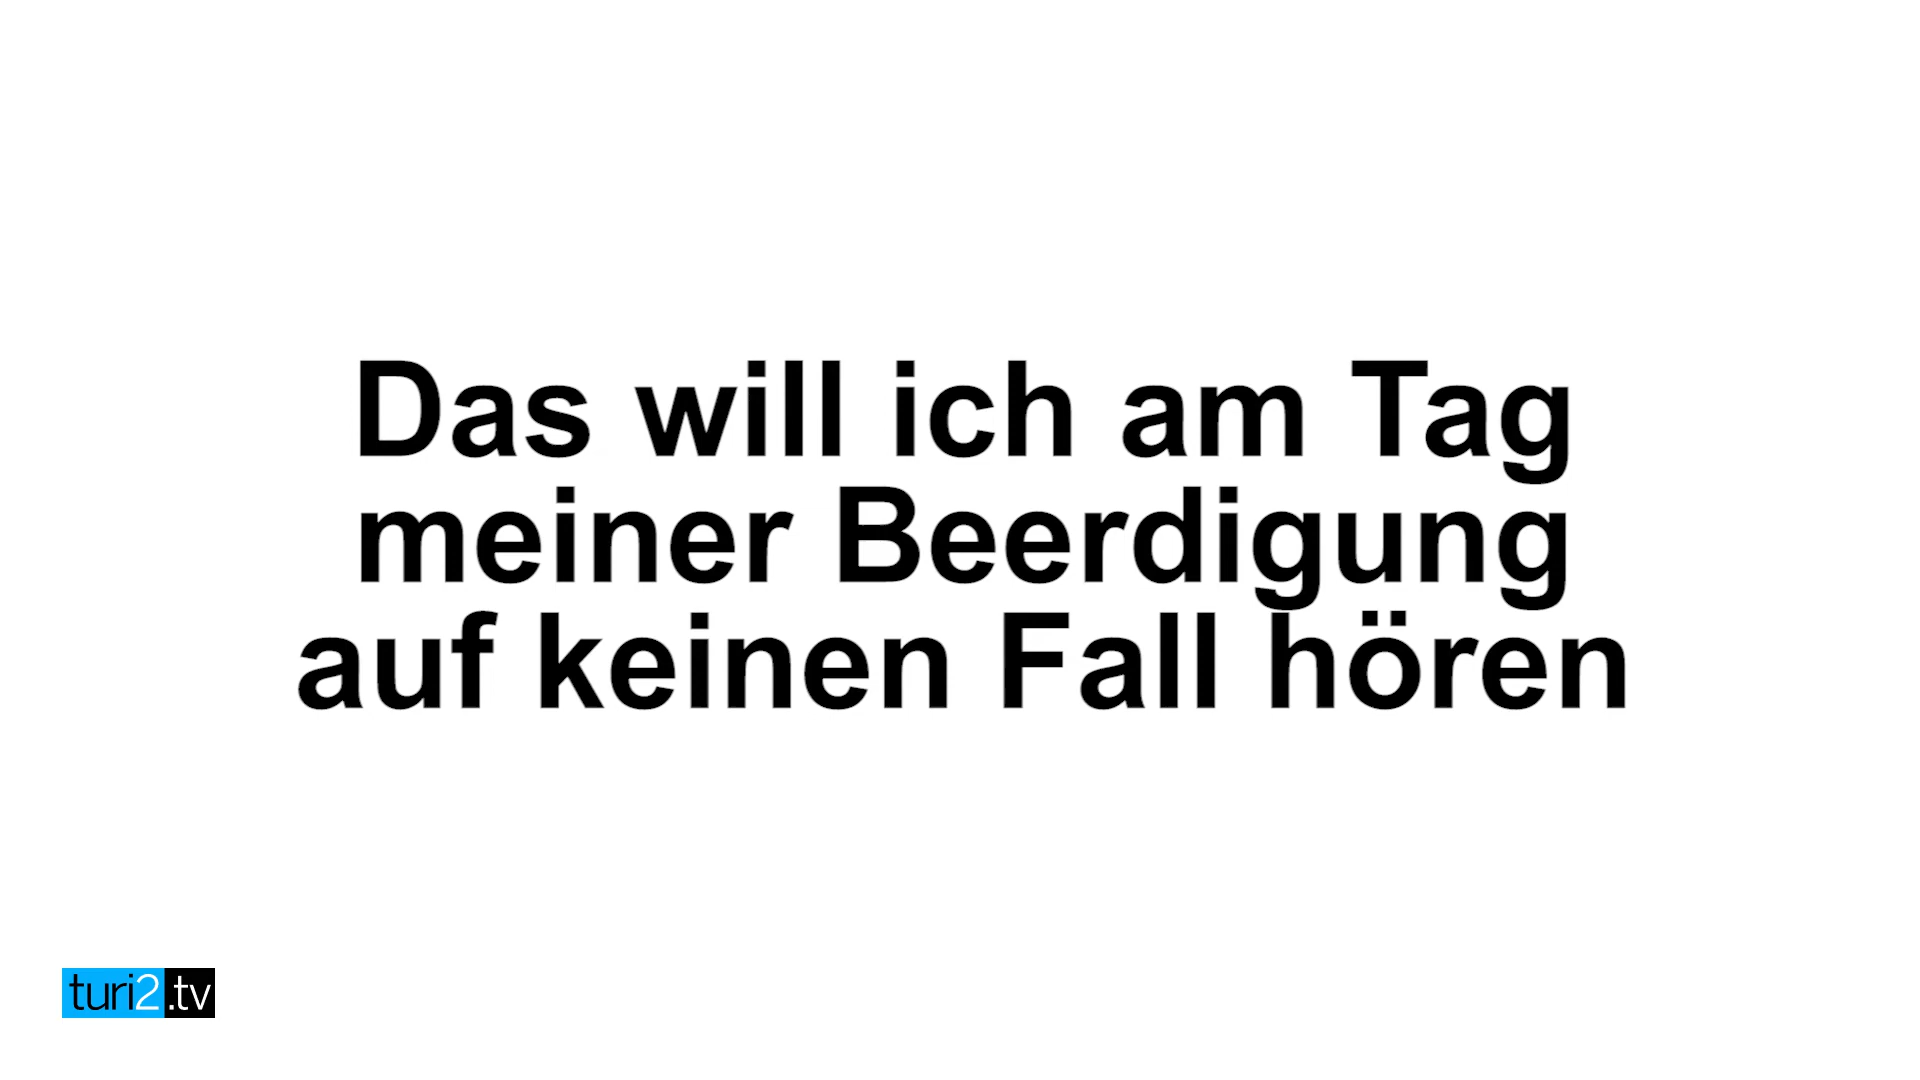 Das will ich am Tag
meiner Beerdigung
auf keinen Fall hören
turi2.tv